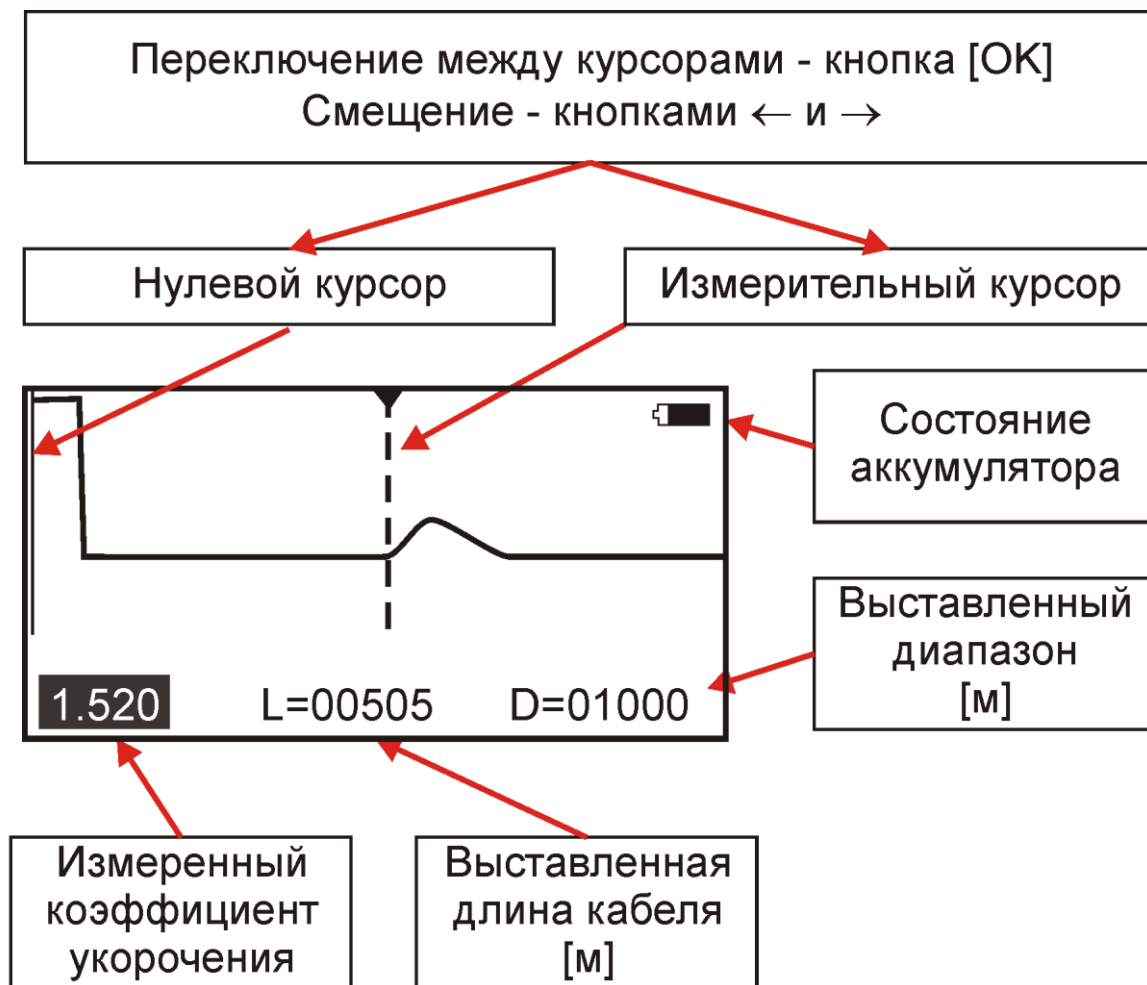 Переключение между курсорами - кнопка [OK]
Смещение - кнопками ← и →
Нулевой курсор
Измерительный курсор
Состояние
аккумулятора
Выставленный
диапазон
[м]
1.520 L=00505 D=01000
Измеренный
коэффициент
укорочения
Выставленная
длина кабеля
[м]